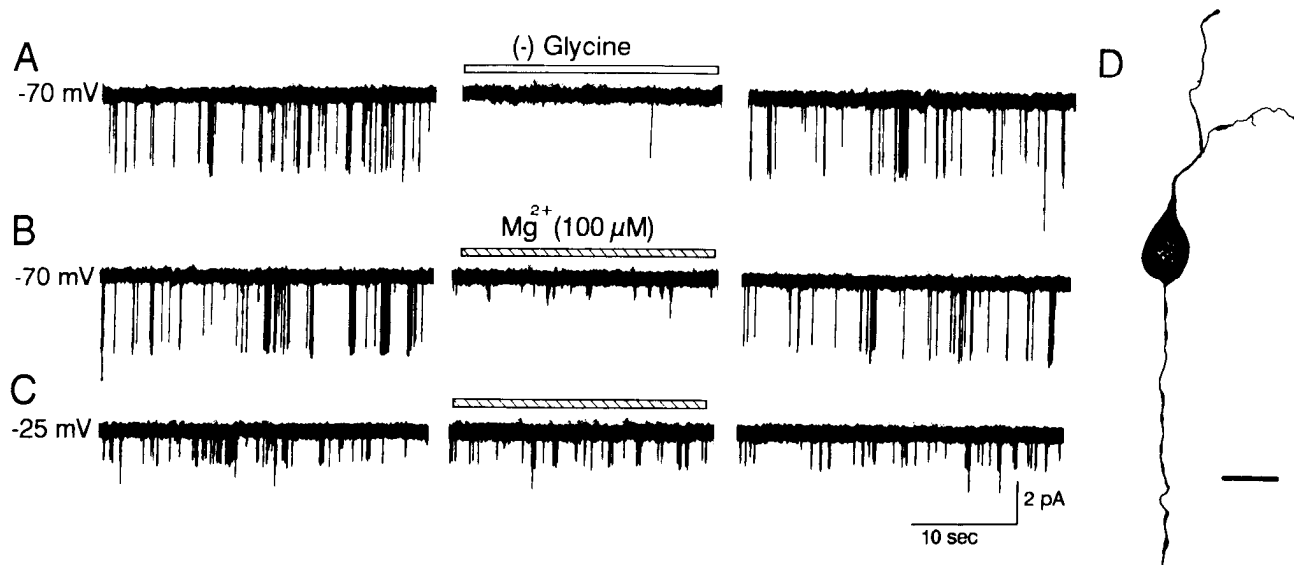 A
(-) Glycine
-70 mV
B
Mg2+ (100 µM)
-70 mV
C
-25 mV
2 pA
10 sec
D